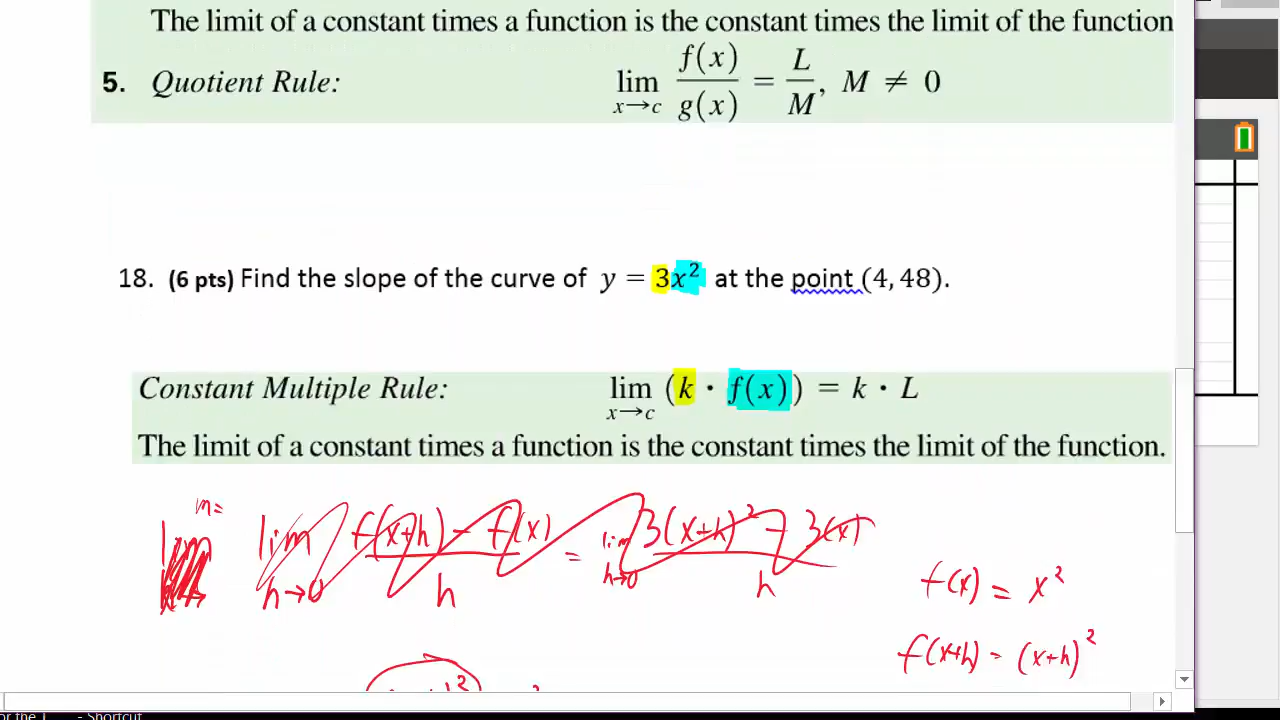 The limit of a constant times a function is the constant times the limit of the function
5. Quotient Rule: lim x→c f(x)/g(x) = L/M, M ≠ 0
18. (6 pts) Find the slope of the curve of y = 3x² at the point (4, 48).
Constant Multiple Rule: lim x→c (k · f(x)) = k · L
The limit of a constant times a function is the constant times the limit of the function.
m=
lim h→0 f(x+h) - f(x) / h = lim h→0 3(x+h)² - 3(x) / h
f(x) = x²
f(x+h) = (x+h)²
- Shortcut